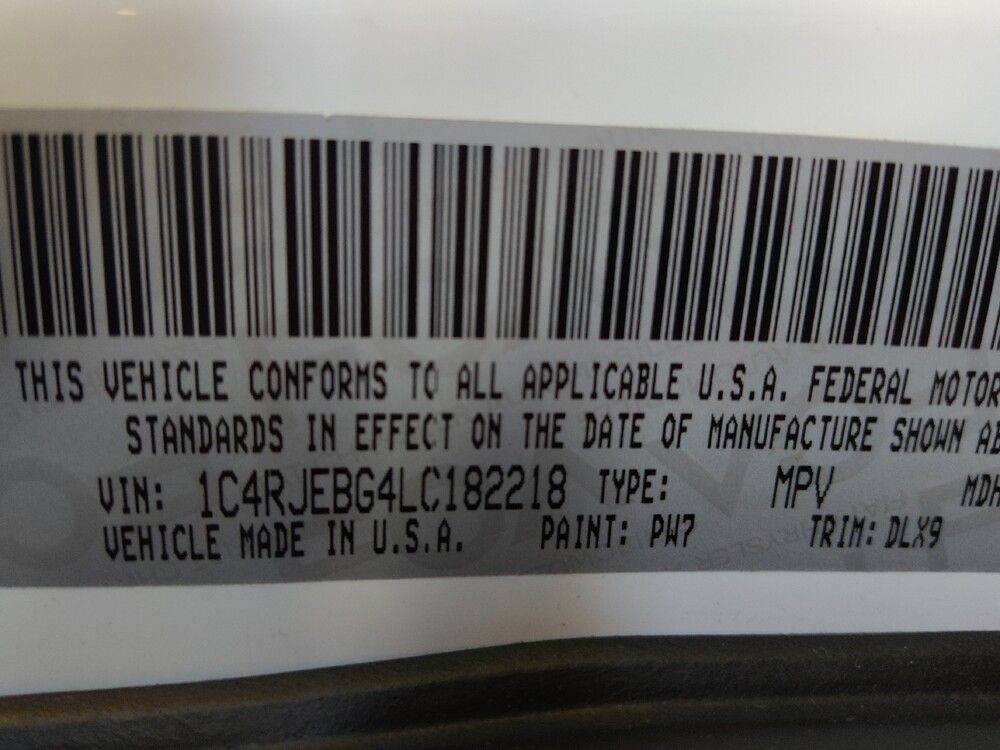 THIS VEHICLE CONFORMS TO ALL APPLICABLE U.S.A. FEDERAL MOTOR
STANDARDS IN EFFECT ON THE DATE OF MANUFACTURE SHOWN
VIN: 1C4RJEBG4LC182218 TYPE: MPV MDH
VEHICLE MADE IN U.S.A. PAINT: PW7 TRIM: DLX9